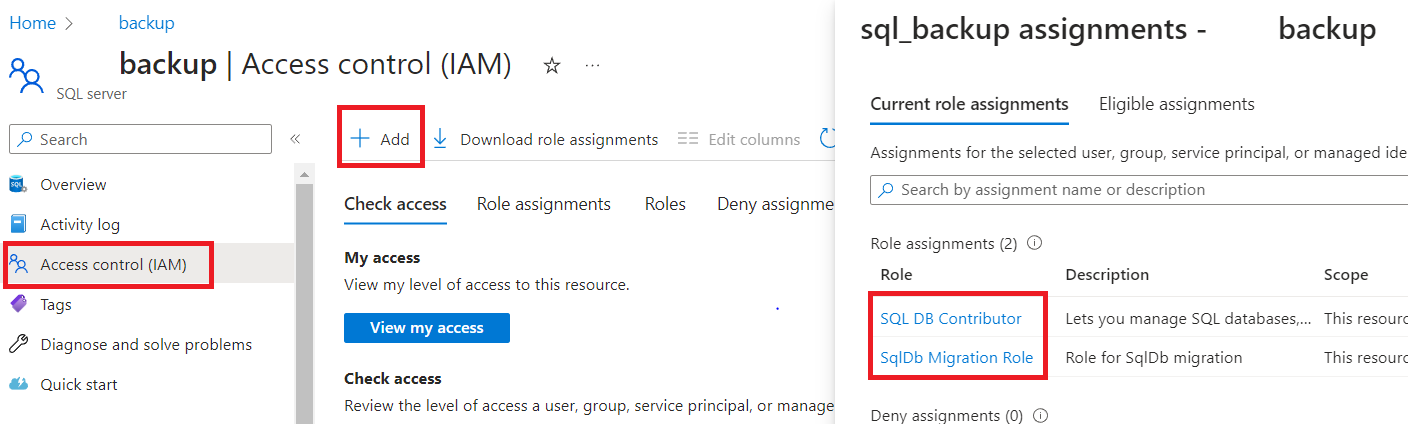 Home > backup
backup | Access control (IAM) ☆ ...
SQL server
Search «
Overview
Activity log
Access control (IAM)
Tags
Diagnose and solve problems
Quick start
+ Add Download role assignments Edit columns
Check access Role assignments Roles Deny assignme
My access
View my level of access to this resource.
View my access
Check access
Review the level of access a user, group, service principal, or manage
sql_backup assignments - backup
Current role assignments Eligible assignments
Assignments for the selected user, group, service principal, or managed ide
Search by assignment name or description
Role assignments (2)
Role Description Scope
SQL DB Contributor Lets you manage SQL databases,... This resourc
SqlDb Migration Role Role for SqlDb migration This resourc
Deny assignments (0)